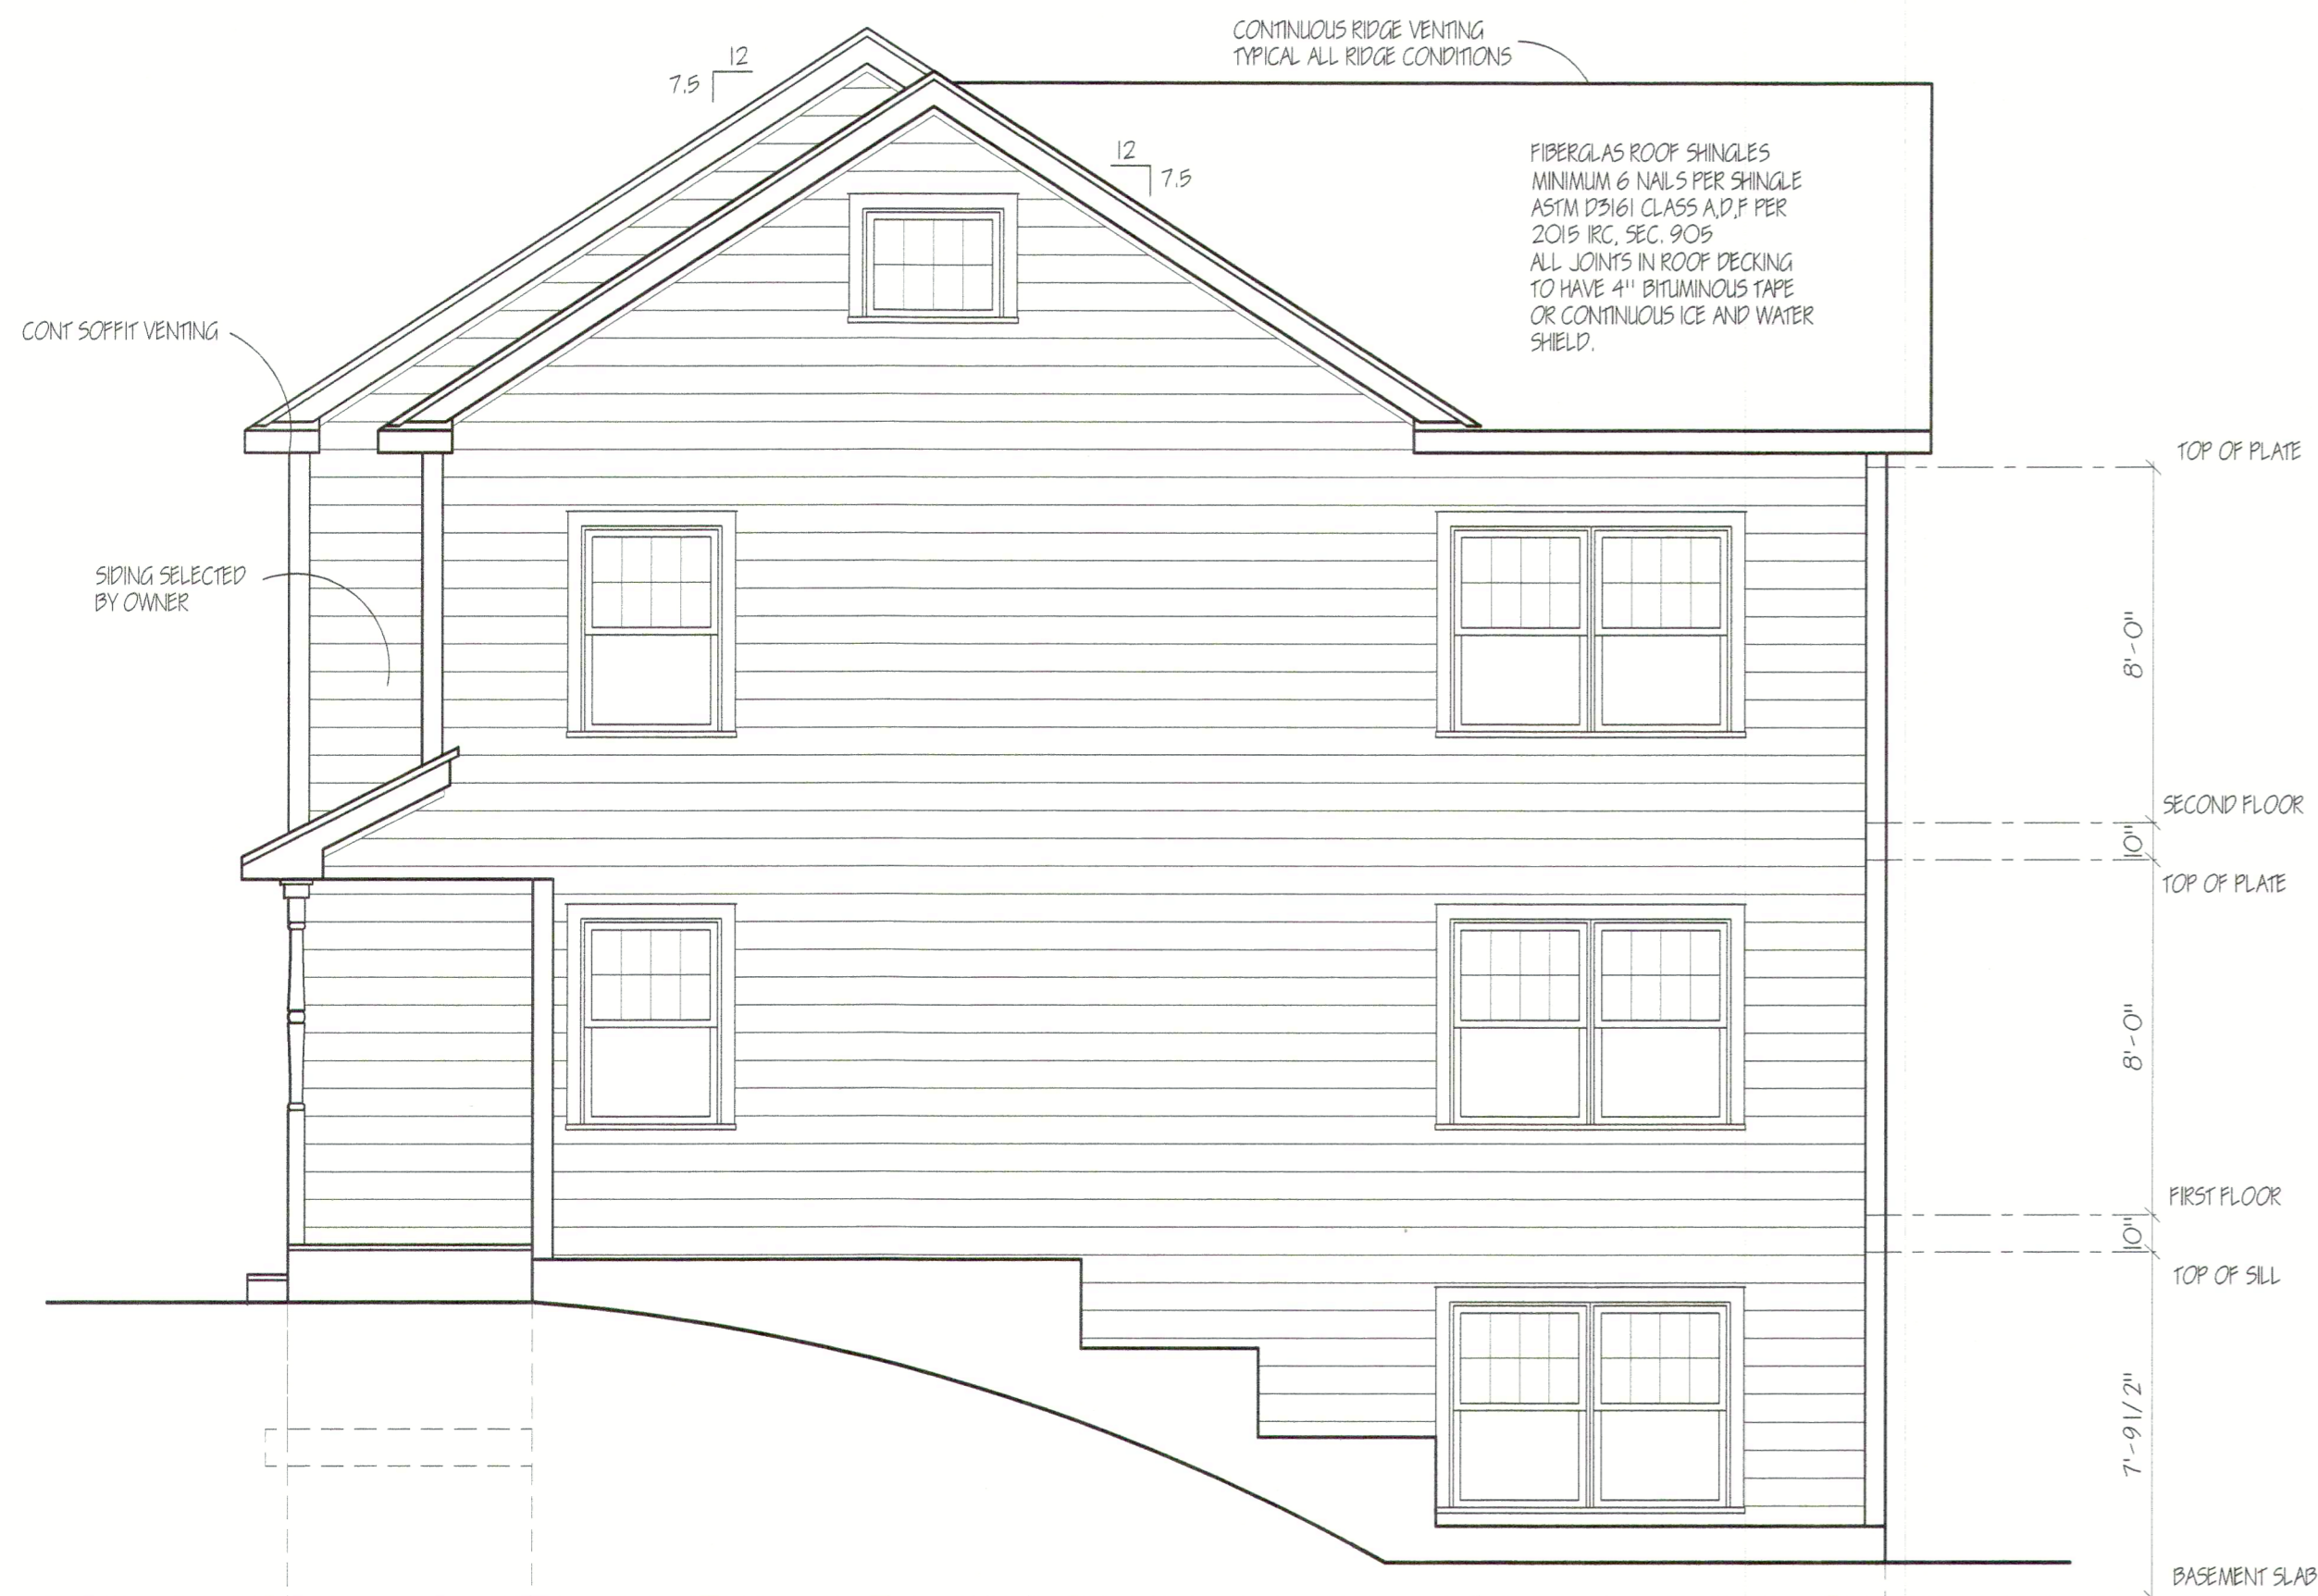 CONTINUOUS RIDGE VENTING
TYPICAL ALL RIDGE CONDITIONS
12
7.5
12
7.5
FIBERGLAS ROOF SHINGLES
MINIMUM 6 NAILS PER SHINGLE
ASTM D3161 CLASS A,D,F PER
2015 IRC, SEC. 905
ALL JOINTS IN ROOF DECKING
TO HAVE 4" BITUMINOUS TAPE
OR CONTINUOUS ICE AND WATER
SHIELD.
CONT SOFFIT VENTING
TOP OF PLATE
SIDING SELECTED
BY OWNER
8'-0"
SECOND FLOOR
10"
TOP OF PLATE
8'-0"
FIRST FLOOR
10"
TOP OF SILL
7'-9 1/2"
BASEMENT SLAB